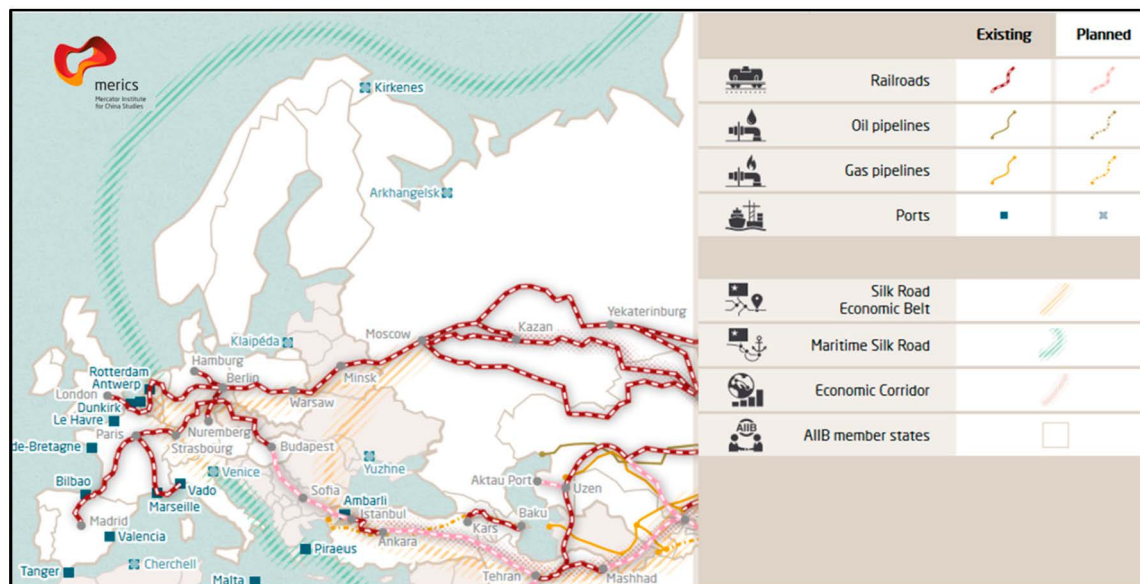 merics
Mercator Institute
for China Studies
Kirkenes
Arkhangelsk
Klaipėda
Moscow
Kazan
Yekaterinburg
Hamburg
Rotterdam
Antwerp
Berlin
Minsk
London
Dunkirk
Warsaw
Le Havre
Paris
Nuremberg
Strasbourg
Budapest
de-Bretagne
Venice
Yuzhne
Bilbao
Vado
Marseille
Sofia
Ambarli
Istanbul
Aktau Port
Uzen
Madrid
Valencia
Ankara
Kars
Baku
Piraeus
Tanger
Cherchell
Malta
Tehran
Mashhad
Existing
Planned
Railroads
Oil pipelines
Gas pipelines
Ports
Silk Road
Economic Belt
Maritime Silk Road
Economic Corridor
AIIB
AIIB member states